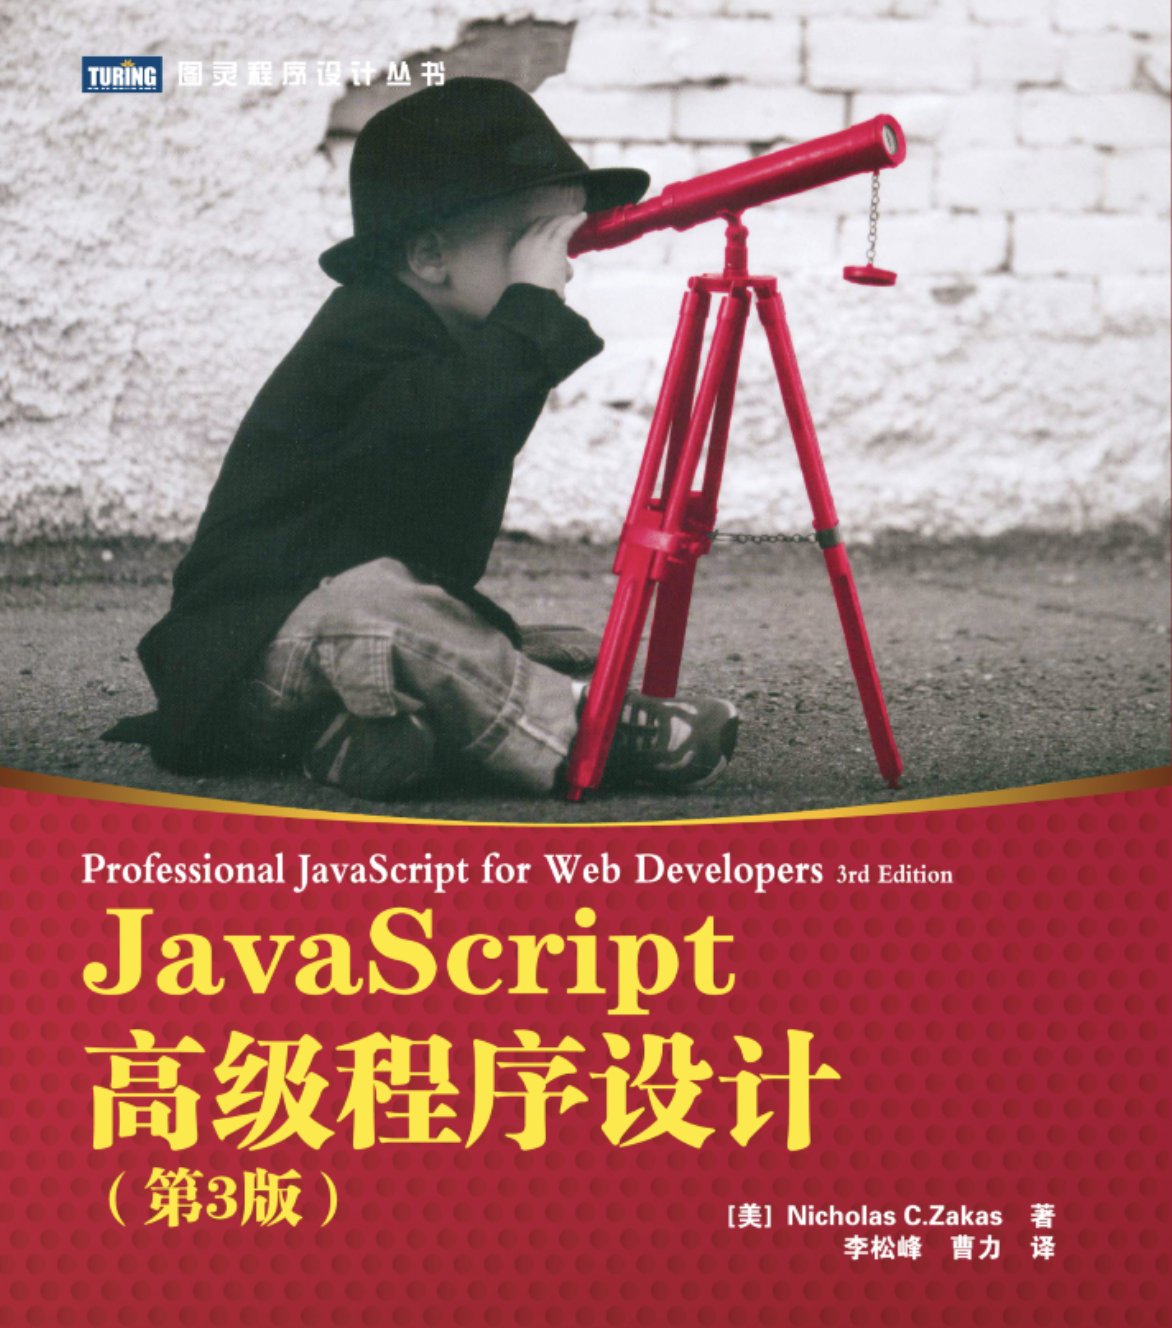 TURING 图灵程序设计丛书
Professional JavaScript for Web Developers 3rd Edition
JavaScript
高级程序设计
（第3版）
[美] Nicholas C.Zakas 著
李松峰 曹力 译